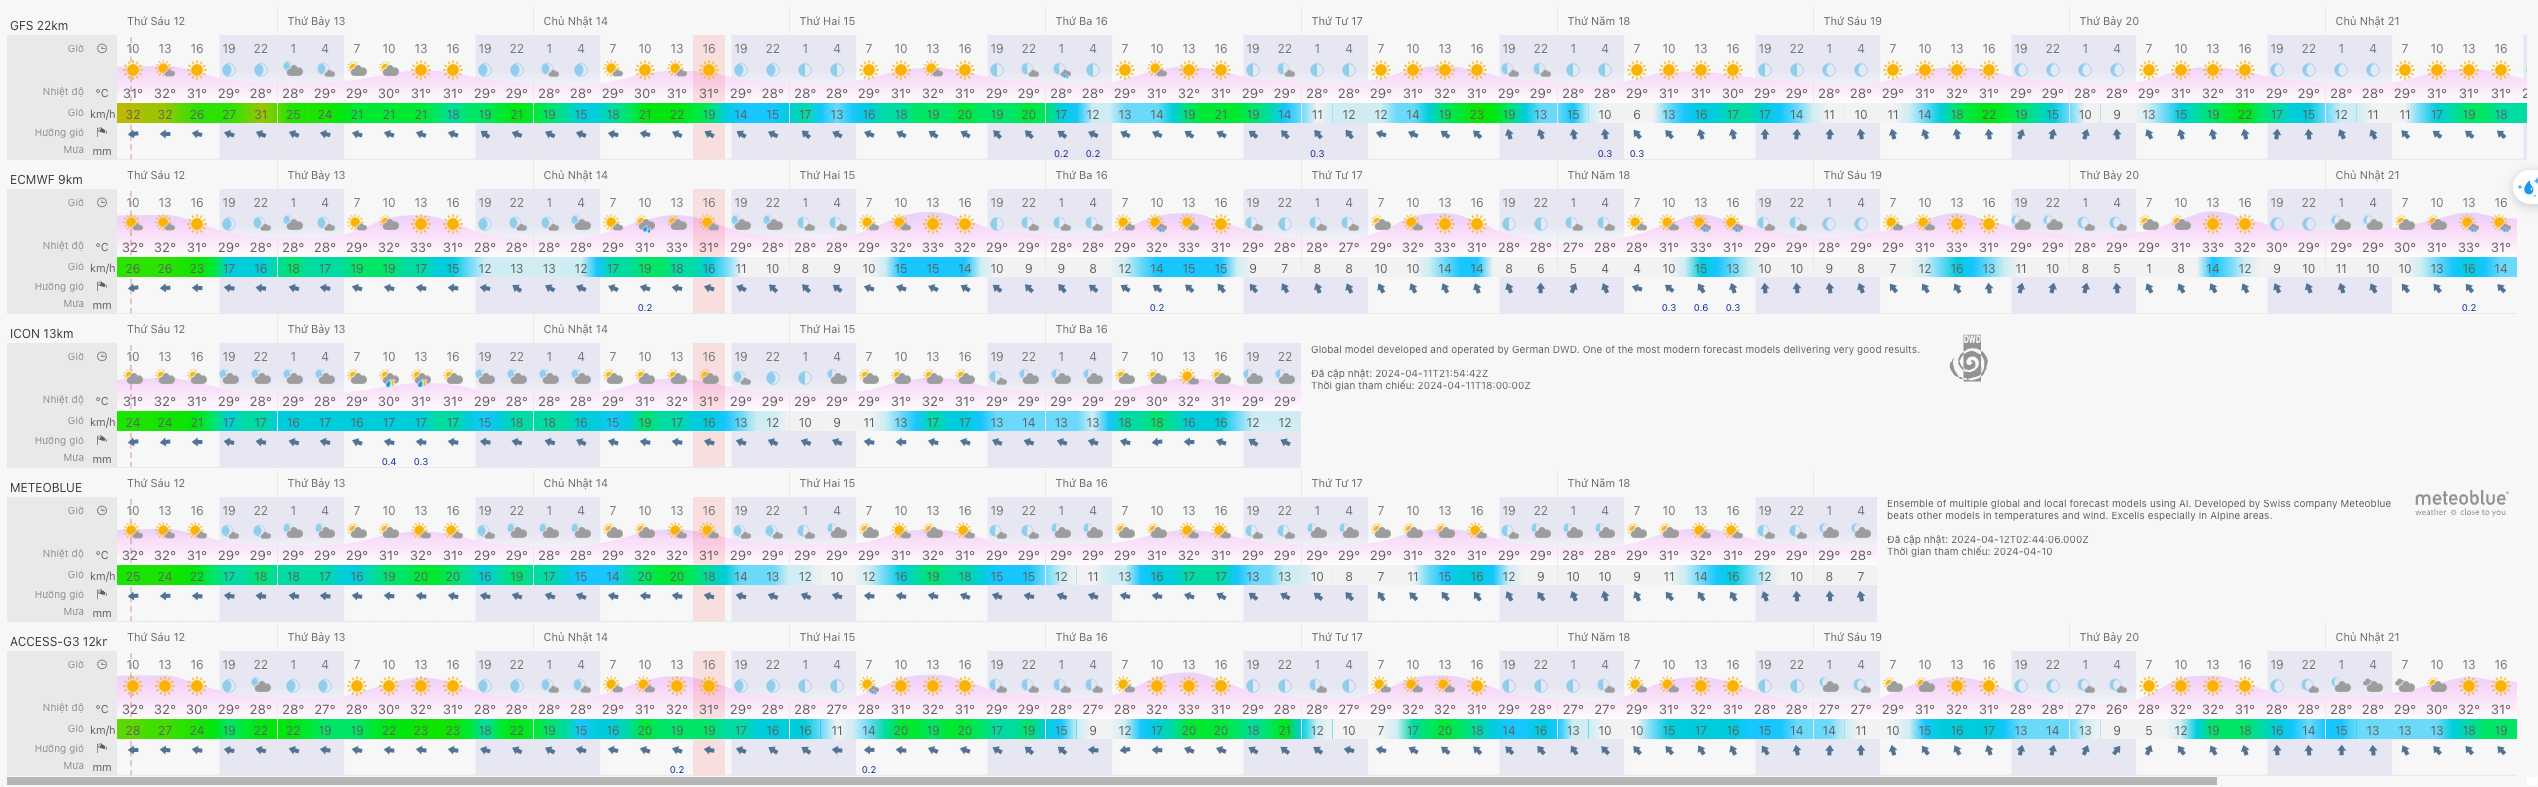 GFS 22km
Thứ Sáu 12 Thứ Bảy 13 Chủ Nhật 14 Thứ Hai 15 Thứ Ba 16 Thứ Tư 17 Thứ Năm 18 Thứ Sáu 19 Thứ Bảy 20 Chủ Nhật 21
Giờ 10 13 16 19 22 1 4 7 10 13 16 19 22 1 4 7 10 13 16 19 22 1 4 7 10 13 16 19 22 1 4 7 10 13 16 19 22 1 4 7 10 13 16 19 22 1 4 7 10 13 16 19 22 1 4 7 10 13 16 19 22 1 4 7 10 13 16 19 22 1 4 7 10 13 16
Nhiệt độ °C 31° 32° 31° 29° 29° 28° 29° 29° 30° 31° 31° 29° 29° 29° 28° 29° 30° 31° 31° 29° 29° 28° 28° 29° 31° 32° 31° 29° 29° 28° 28° 29° 31° 32° 31° 29° 29° 28° 28° 29° 31° 32° 31° 29° 29° 28° 28° 29° 31° 31° 30° 29° 29° 28° 28° 29° 31° 32° 31° 29° 29° 28° 28° 29° 31° 32° 31° 29° 29° 28° 28° 29° 31° 31° 31° 2
Gió km/h 32 32 26 27 31 25 24 21 21 21 18 19 21 19 15 18 21 22 19 14 15 17 13 16 18 19 20 19 20 17 12 13 14 19 21 19 14 11 12 12 14 19 23 19 13 15 10 6 13 16 17 17 14 11 10 11 14 18 22 19 15 10 9 13 15 19 22 17 15 12 11 11 17 19 18
Hướng gió
Mưa mm 0.2 0.2 0.3 0.3 0.3
ECMWF 9km
Thứ Sáu 12 Thứ Bảy 13 Chủ Nhật 14 Thứ Hai 15 Thứ Ba 16 Thứ Tư 17 Thứ Năm 18 Thứ Sáu 19 Thứ Bảy 20 Chủ Nhật 21
Giờ 10 13 16 19 22 1 4 7 10 13 16 19 22 1 4 7 10 13 16 19 22 1 4 7 10 13 16 19 22 1 4 7 10 13 16 19 22 1 4 7 10 13 16 19 22 1 4 7 10 13 16 19 22 1 4 7 10 13 16 19 22 1 4 7 10 13 16 19 22 1 4 7 10 13 16
Nhiệt độ °C 32° 32° 31° 29° 28° 28° 29° 29° 32° 33° 31° 29° 28° 28° 28° 29° 31° 33° 31° 29° 28° 28° 28° 29° 32° 33° 32° 29° 29° 28° 28° 29° 32° 33° 31° 29° 28° 28° 27° 29° 31° 33° 31° 28° 28° 27° 28° 28° 31° 33° 31° 29° 29° 28° 29° 29° 31° 33° 31° 29° 29° 28° 29° 29° 31° 33° 32° 30° 29° 29° 29° 30° 31° 33° 31°
Gió km/h 26 26 23 17 16 18 17 19 19 17 15 12 13 13 12 17 19 18 16 11 10 8 9 10 15 15 14 10 9 9 8 12 14 15 15 9 7 8 8 10 10 14 14 8 6 5 4 4 10 15 13 10 10 9 8 7 12 16 13 11 10 8 5 1 8 14 12 9 10 11 10 10 13 16 14
Hướng gió
Mưa mm 0.2 0.2 0.3 0.6 0.3 0.2
ICON 13km
Thứ Sáu 12 Thứ Bảy 13 Chủ Nhật 14 Thứ Hai 15 Thứ Ba 16
Giờ 10 13 16 19 22 1 4 7 10 13 16 19 22 1 4 7 10 13 16 19 22 1 4 7 10 13 16 19 22 1 4 7 10 13 16 19 22
Nhiệt độ °C 31° 32° 31° 29° 29° 28° 28° 29° 30° 31° 30° 29° 28° 28° 28° 29° 31° 32° 31° 29° 29° 28° 28° 29° 31° 32° 31° 29° 29° 29° 28° 29° 30° 32° 31° 29° 29°
Gió km/h 24 24 21 17 17 16 17 16 17 17 17 15 18 18 16 15 19 17 16 13 12 10 9 11 13 17 17 13 14 13 13 18 18 16 16 12 12
Hướng gió
Mưa mm 0.4 0.3
Global model developed and operated by German DWD. One of the most modern forecast models delivering very good results.
Đã cập nhật: 2024-04-11T21:54:42Z
Thời gian tham chiếu: 2024-04-11T18:00:00Z
DWD
METEOBLUE
Thứ Sáu 12 Thứ Bảy 13 Chủ Nhật 14 Thứ Hai 15 Thứ Ba 16 Thứ Tư 17 Thứ Năm 18
Giờ 10 13 16 19 22 1 4 7 10 13 16 19 22 1 4 7 10 13 16 19 22 1 4 7 10 13 16 19 22 1 4 7 10 13 16 19 22 1 4 7 10 13 16 19 22 1 4 7 10 13 16 19 22 1 4
Nhiệt độ °C 32° 32° 31° 29° 29° 29° 29° 29° 31° 32° 31° 29° 29° 28° 28° 29° 31° 32° 31° 29° 29° 29° 28° 29° 31° 32° 31° 29° 29° 29° 28° 29° 31° 32° 31° 29° 29° 28° 28° 29° 31° 32° 31° 29° 29° 28° 28° 29° 31° 32° 31° 29° 29° 29° 28°
Gió km/h 25 24 22 17 18 18 17 16 19 20 20 16 19 17 15 14 20 20 18 14 13 12 10 12 16 19 18 15 15 12 11 13 16 17 17 13 13 10 8 7 11 15 16 12 9 10 10 9 11 14 16 12 10 8 7
Hướng gió
Mưa mm
Ensemble of multiple global and local forecast models using AI. Developed by Swiss company Meteoblue
beats other models in temperatures and wind. Excells especially in Alpine areas.
Đã cập nhật: 2024-04-12T02:44:06.000Z
Thời gian tham chiếu: 2024-04-10
meteoblue®
weather close to you
ACCESS-G3 12kr
Thứ Sáu 12 Thứ Bảy 13 Chủ Nhật 14 Thứ Hai 15 Thứ Ba 16 Thứ Tư 17 Thứ Năm 18 Thứ Sáu 19 Thứ Bảy 20 Chủ Nhật 21
Giờ 10 13 16 19 22 1 4 7 10 13 16 19 22 1 4 7 10 13 16 19 22 1 4 7 10 13 16 19 22 1 4 7 10 13 16 19 22 1 4 7 10 13 16 19 22 1 4 7 10 13 16 19 22 1 4 7 10 13 16 19 22 1 4 7 10 13 16 19 22 1 4 7 10 13 16
Nhiệt độ °C 32° 32° 30° 29° 28° 28° 27° 28° 31° 32° 31° 29° 28° 28° 28° 29° 31° 32° 31° 29° 28° 28° 27° 28° 31° 32° 31° 29° 28° 28° 27° 28° 32° 33° 31° 29° 28° 28° 27° 29° 32° 32° 31° 28° 28° 27° 27° 29° 31° 32° 31° 28° 28° 27° 27° 29° 30° 32° 31° 29° 28° 27° 26° 28° 31° 32° 31° 29° 28° 28° 28° 29° 30° 32° 31°
Gió km/h 28 27 24 19 22 22 19 19 22 23 23 18 22 19 15 16 20 19 19 17 16 16 11 14 20 19 20 17 19 15 9 12 17 20 20 18 21 12 10 7 17 20 18 14 16 13 10 10 15 17 16 15 14 14 11 10 15 16 17 13 14 13 9 5 12 19 18 16 14 15 13 13 13 18 19
Hướng gió
Mưa mm 0.2 0.2